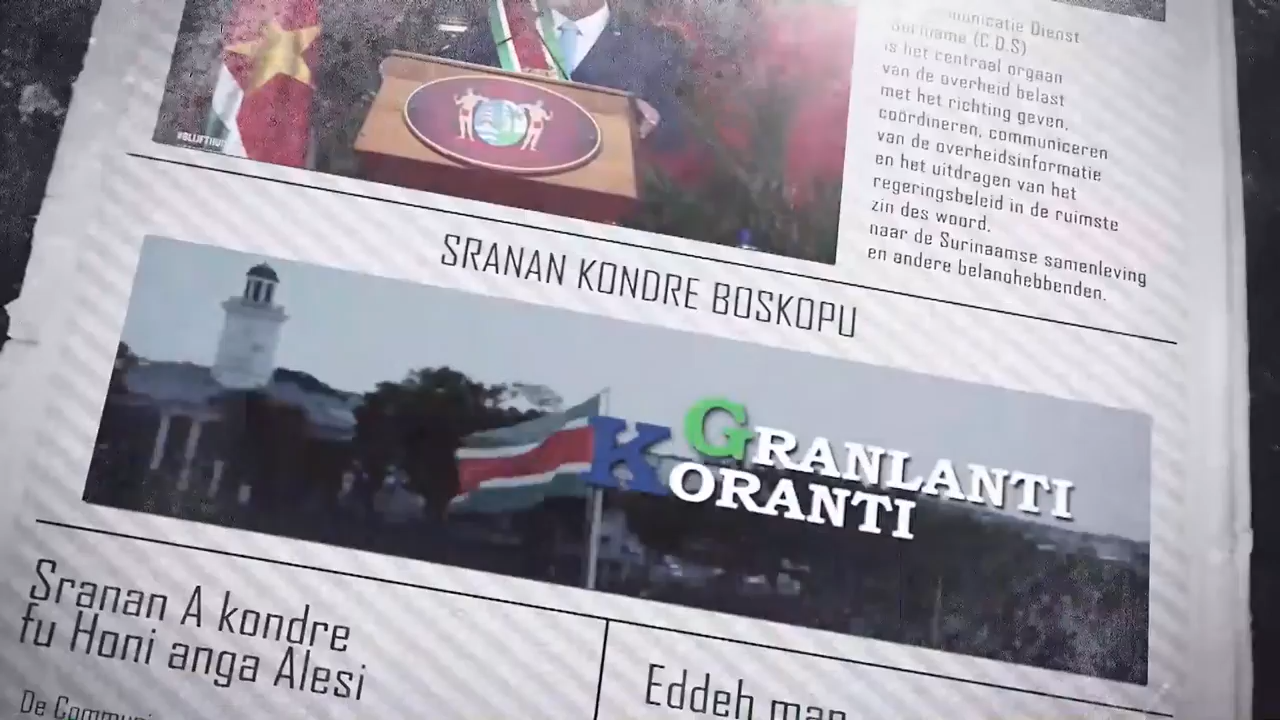 Dienst
(C.D.S)
is het centraal orgaan
van de overheid belast
met het richting geven,
coördineren, communiceren
van de overheidsinformatie
en het uitdragen van het
regeringsbeleid in de ruimste
zin des woord.
naar de Surinaamse samenleving
en andere belanghebbenden.
SRANAN KONDRE BOSKOPU
GRANLANTI
KORANTI
Sranan A kondre
fu Honi anga Alesi
De
Eddeh man